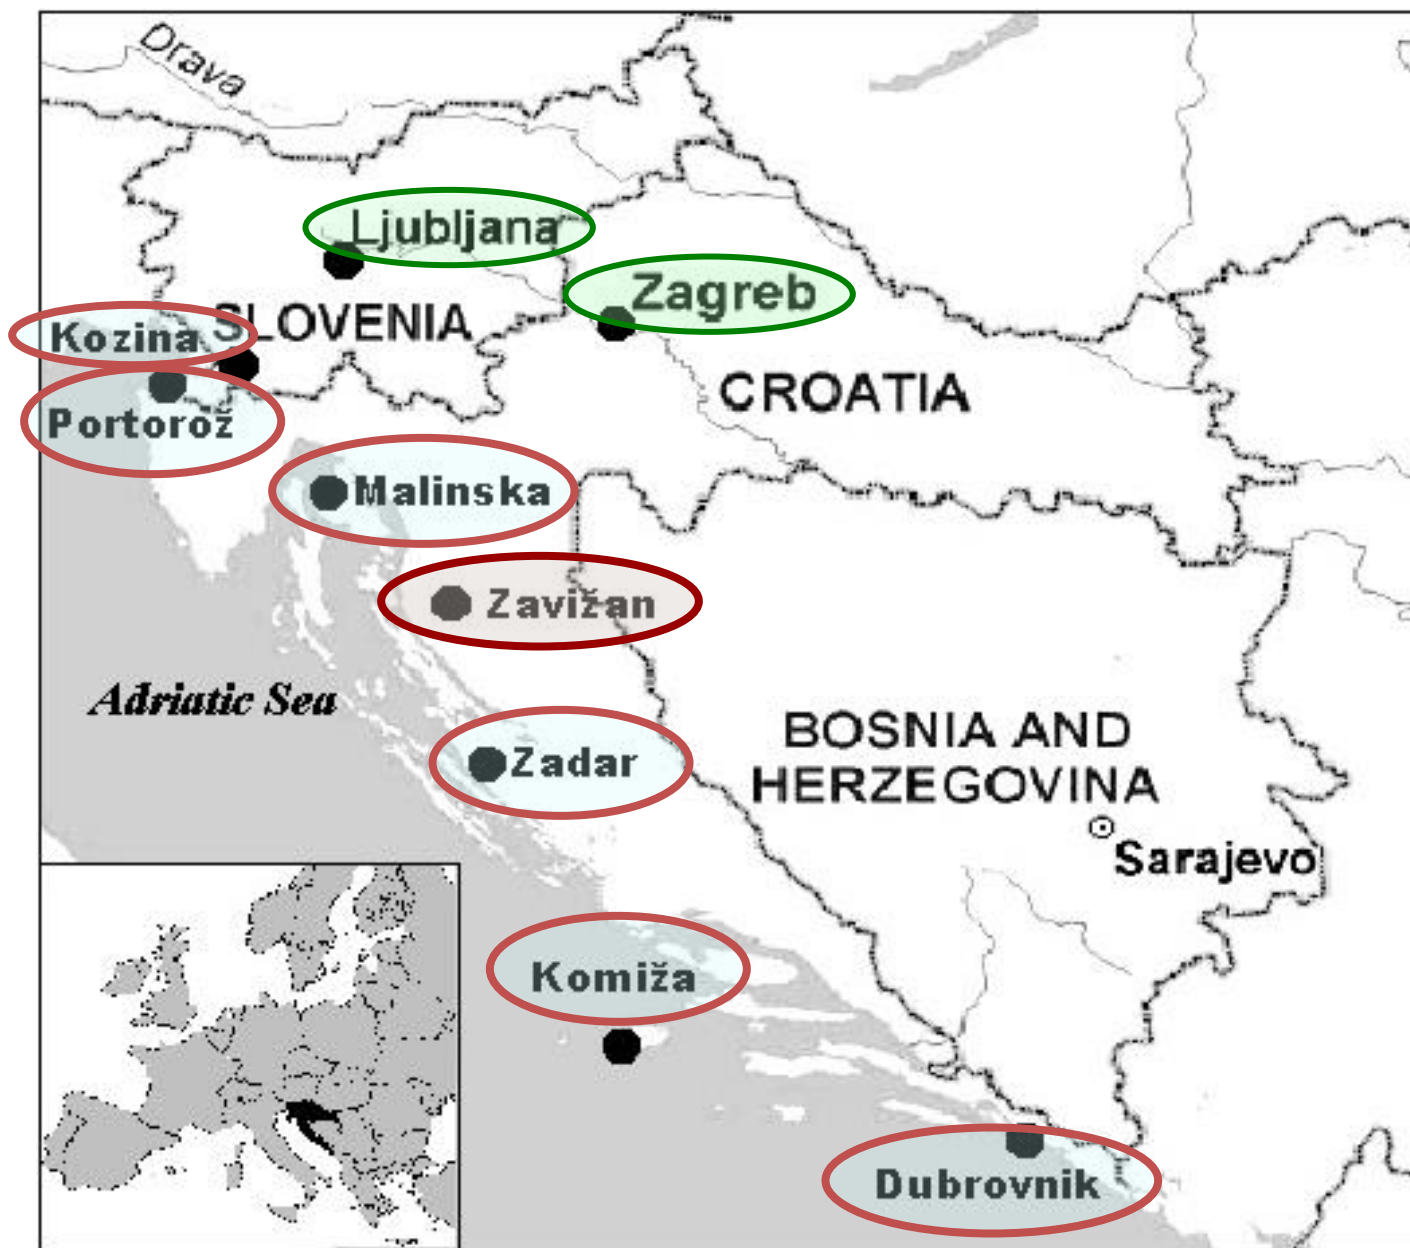 Drava
Ljubljana
Zagreb
SLOVENIA
Kozina
CROATIA
Portorož
Malinska
Zavižan
Adriatic Sea
BOSNIA AND
HERZEGOVINA
Zadar
Sarajevo
Komiža
Dubrovnik